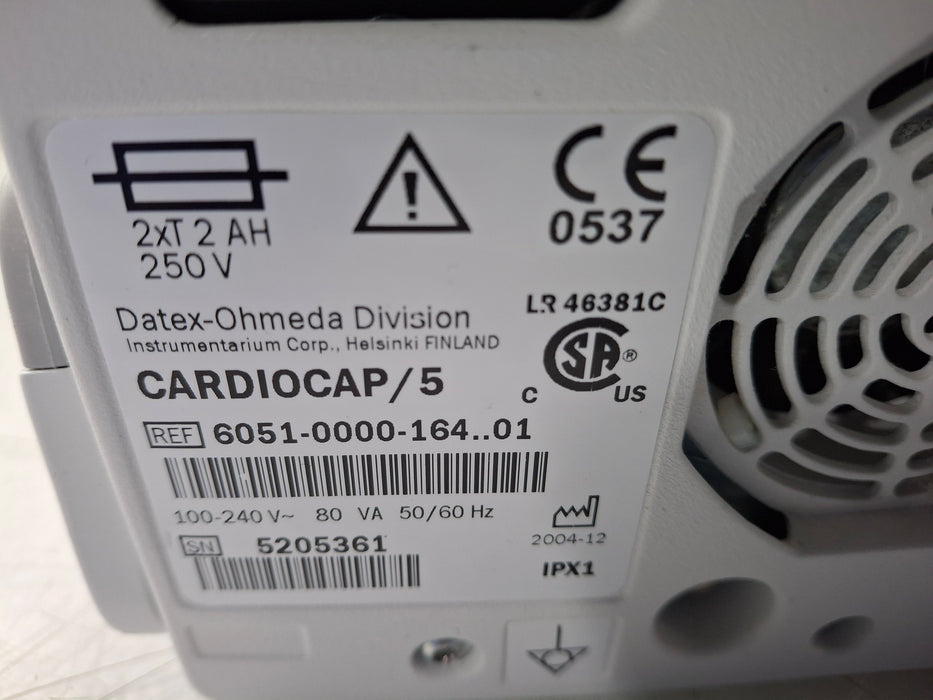 2xT 2 AH
250 V
CE
0537
Datex-Ohmeda Division
Instrumentarium Corp., Helsinki FINLAND
CARDIOCAP/5
LR 46381C
SA ®
C US
REF 6051-0000-164..01
100-240 V~ 80 VA 50/60 Hz
2004-12
SN 5205361
IPX1